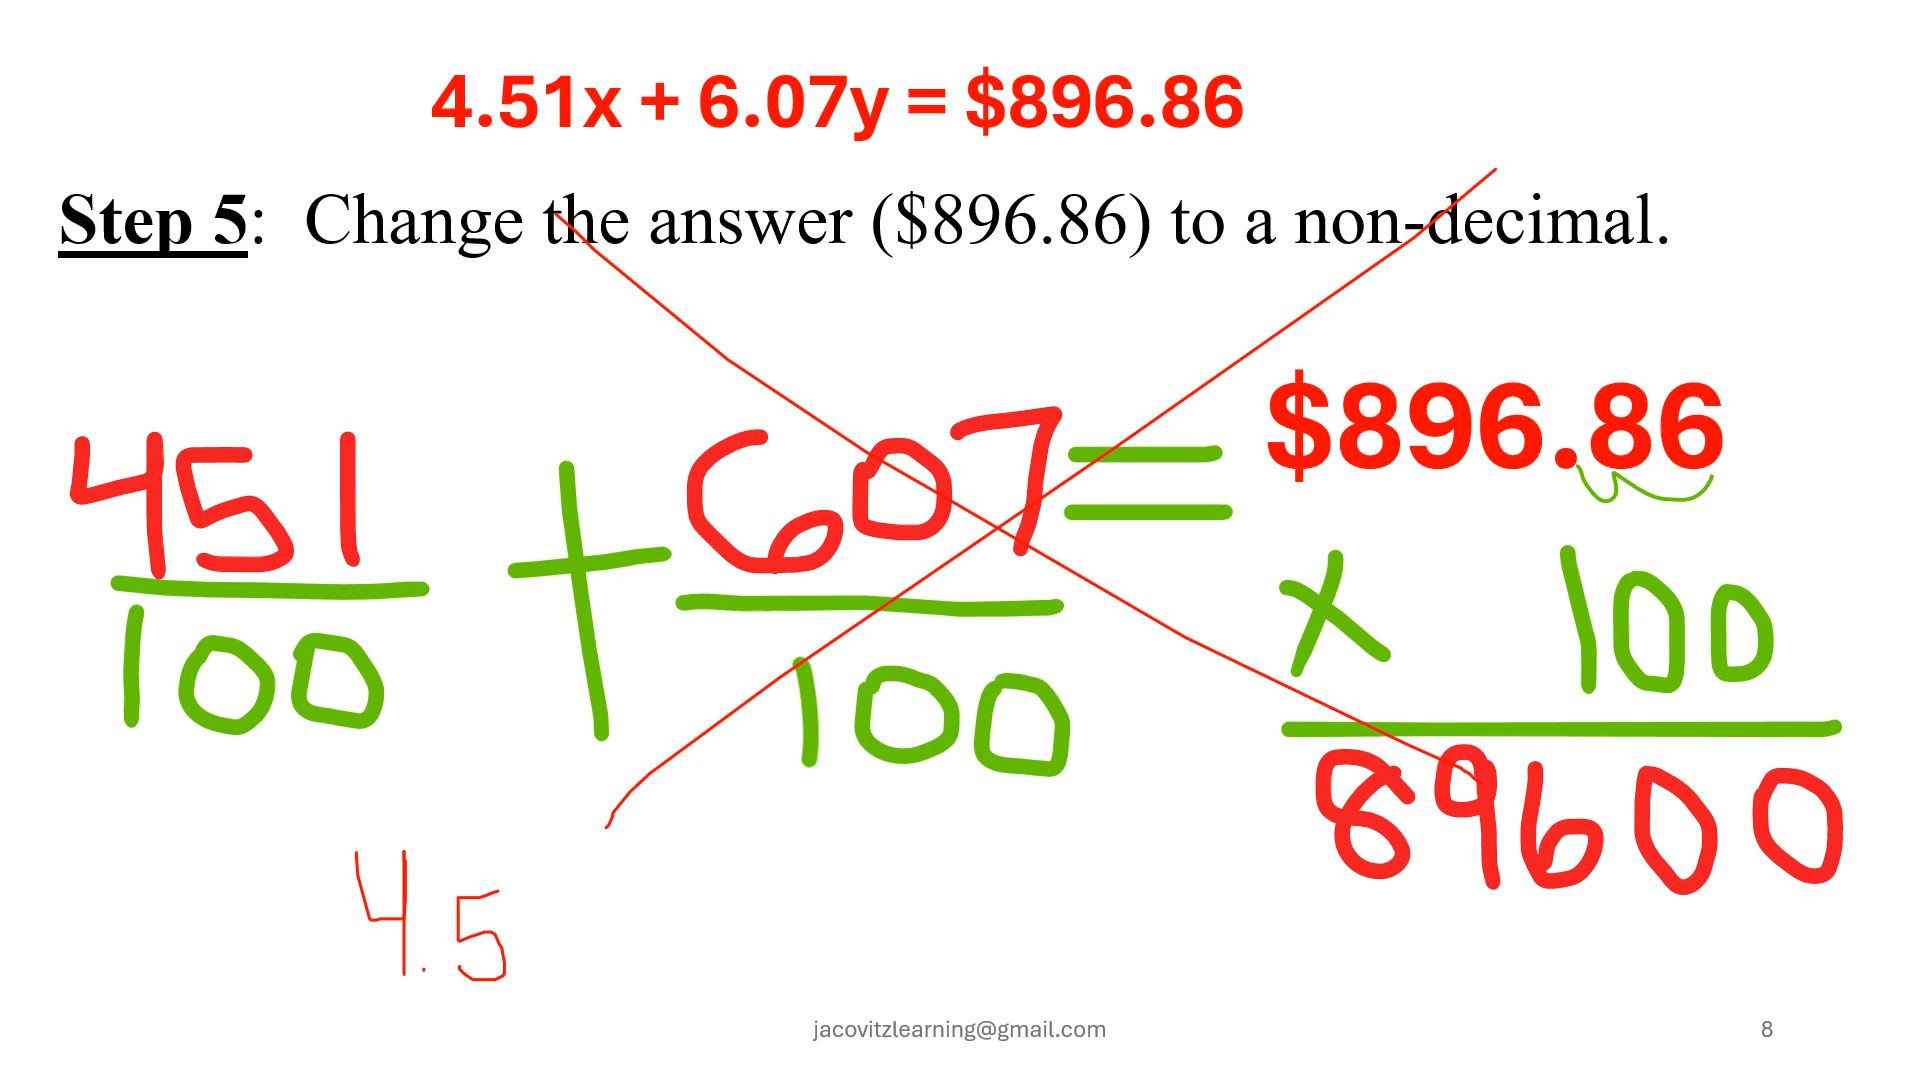 4.51x + 6.07y = $896.86
Step 5: Change the answer ($896.86) to a non-decimal.
451 + 607 = $896.86
100 100 x 100
89600
4.5
jacovitzlearning@gmail.com 8